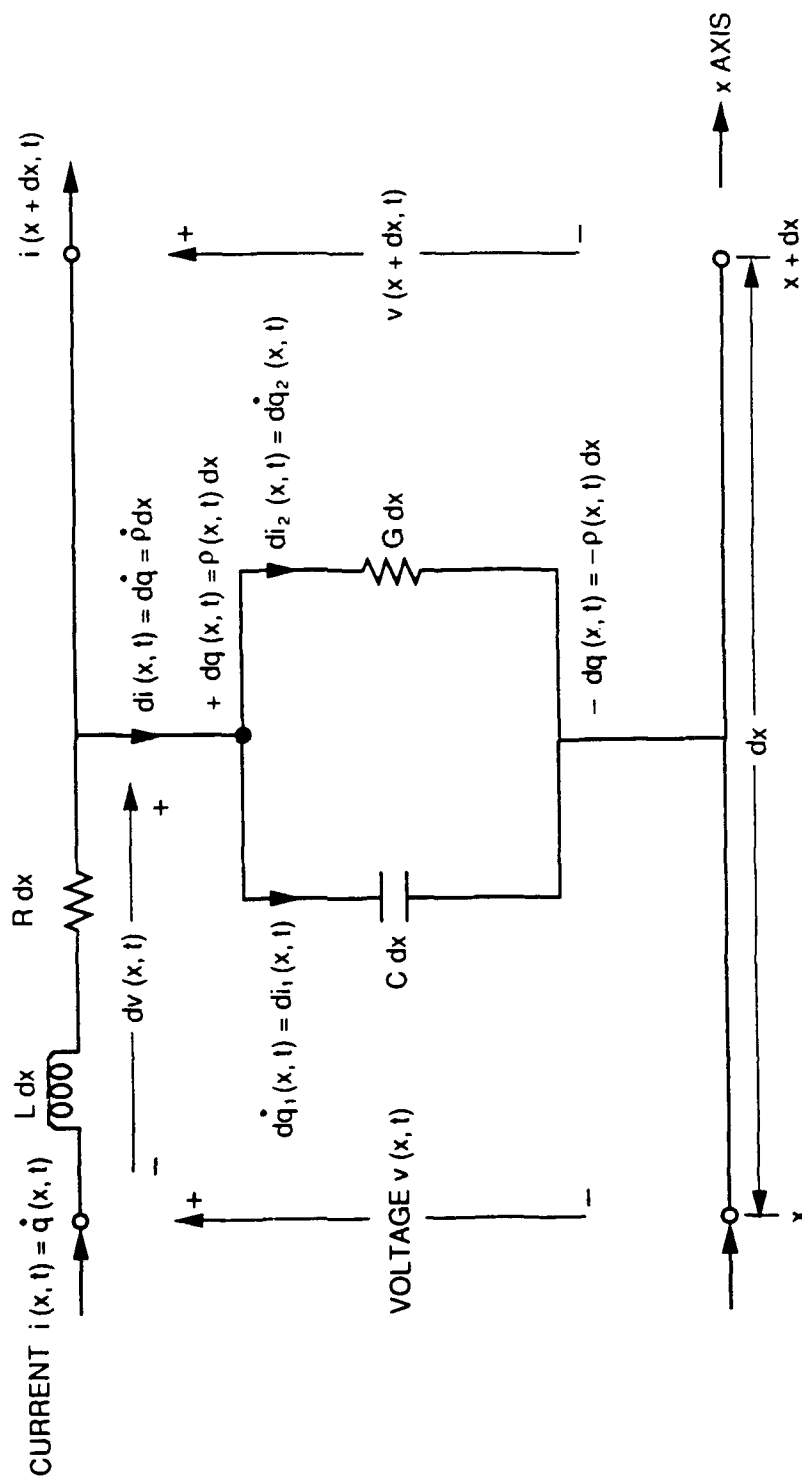 CURRENT i (x, t) = q̇ (x, t)
L dx
R dx
i (x + dx, t)
− dv (x, t) +
di (x, t) = dq̇ = ρ̇dx
+ dq (x, t) = ρ (x, t) dx
dq̇₁ (x, t) = di₁ (x, t)
di₂ (x, t) = dq̇₂ (x, t)
+
VOLTAGE v (x, t)
−
C dx
G dx
+
v (x + dx, t)
−
− dq (x, t) = −ρ (x, t) dx
x AXIS
x
dx
x + dx